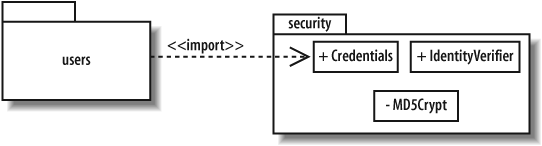 security
<<import>>
users
+ Credentials
+ IdentityVerifier
- MD5Crypt